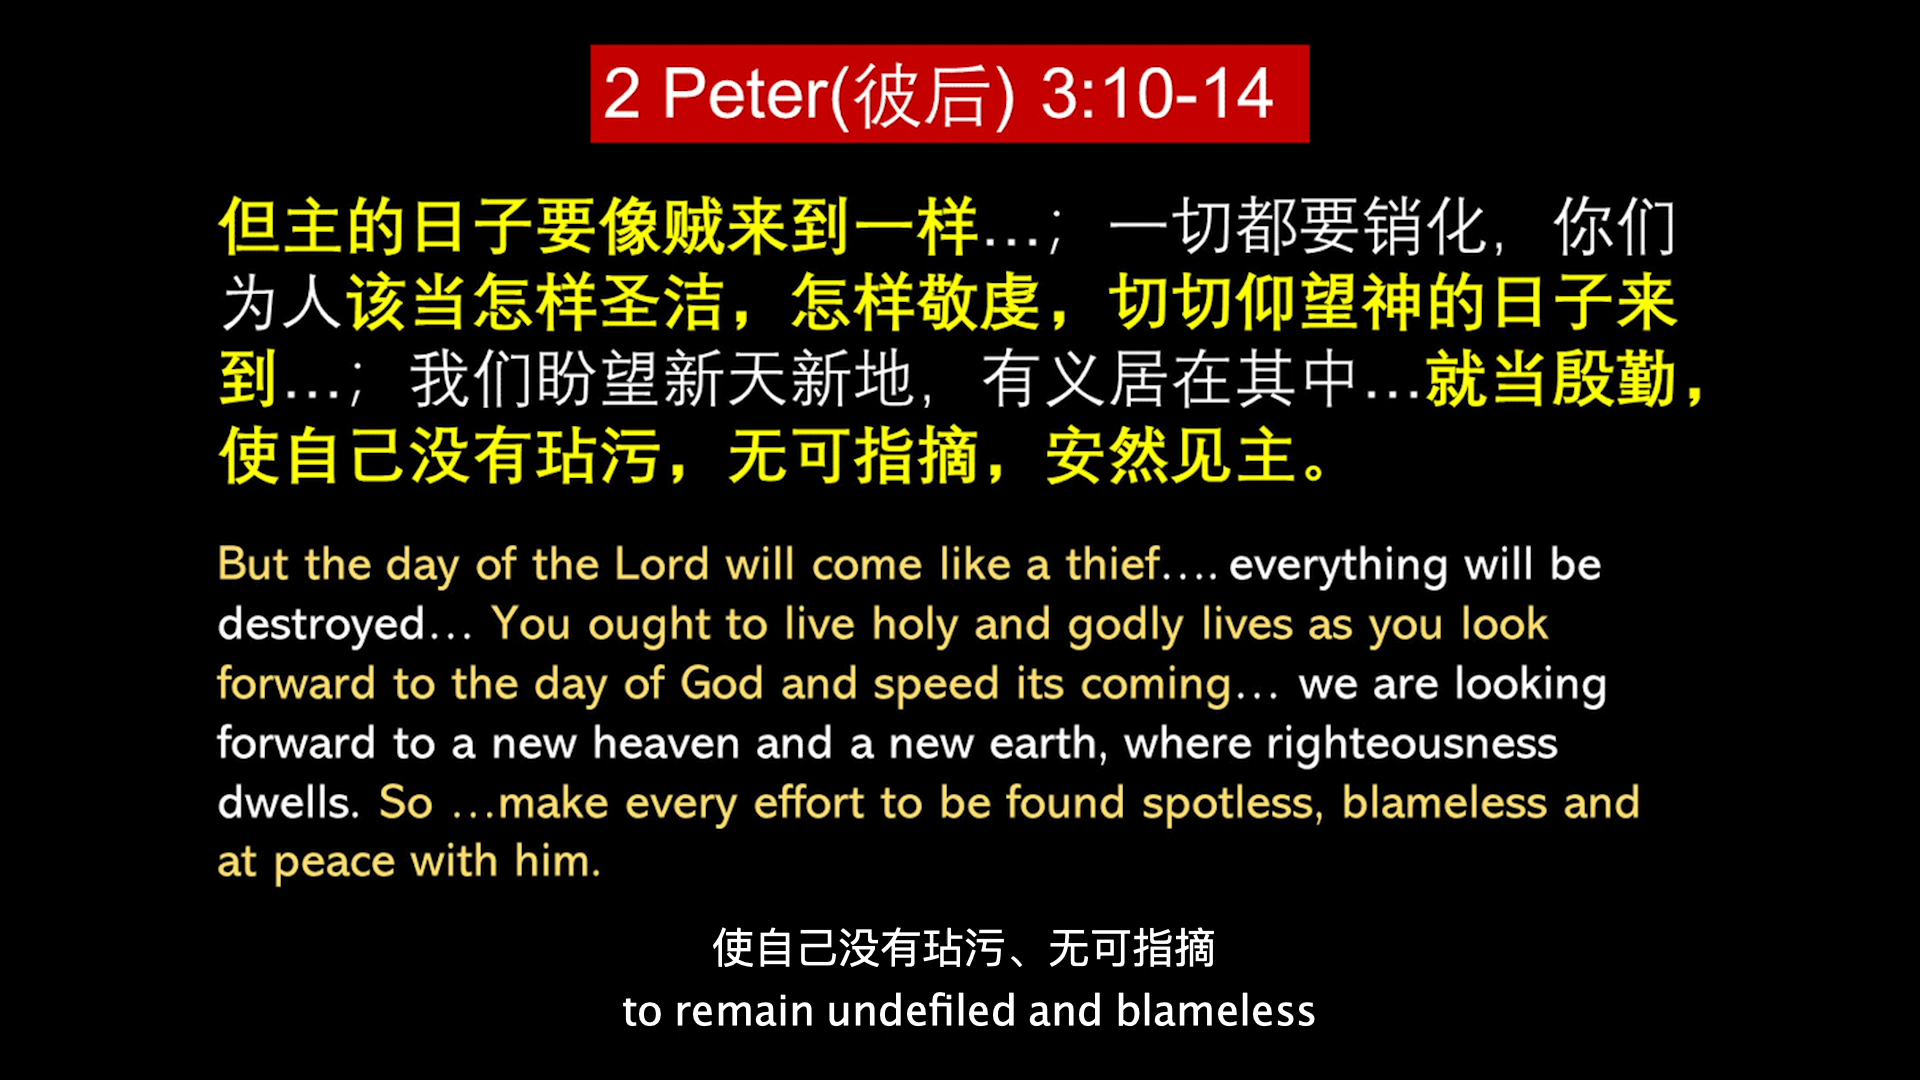 2 Peter(彼后) 3:10-14
但主的日子要像贼来到一样…；一切都要销化，你们
为人该当怎样圣洁，怎样敬虔，切切仰望神的日子来
到…；我们盼望新天新地，有义居在其中…就当殷勤，
使自己没有玷污，无可指摘，安然见主。
But the day of the Lord will come like a thief…. everything will be
destroyed… You ought to live holy and godly lives as you look
forward to the day of God and speed its coming… we are looking
forward to a new heaven and a new earth, where righteousness
dwells. So …make every effort to be found spotless, blameless and
at peace with him.
使自己没有玷污、无可指摘
to remain undefiled and blameless